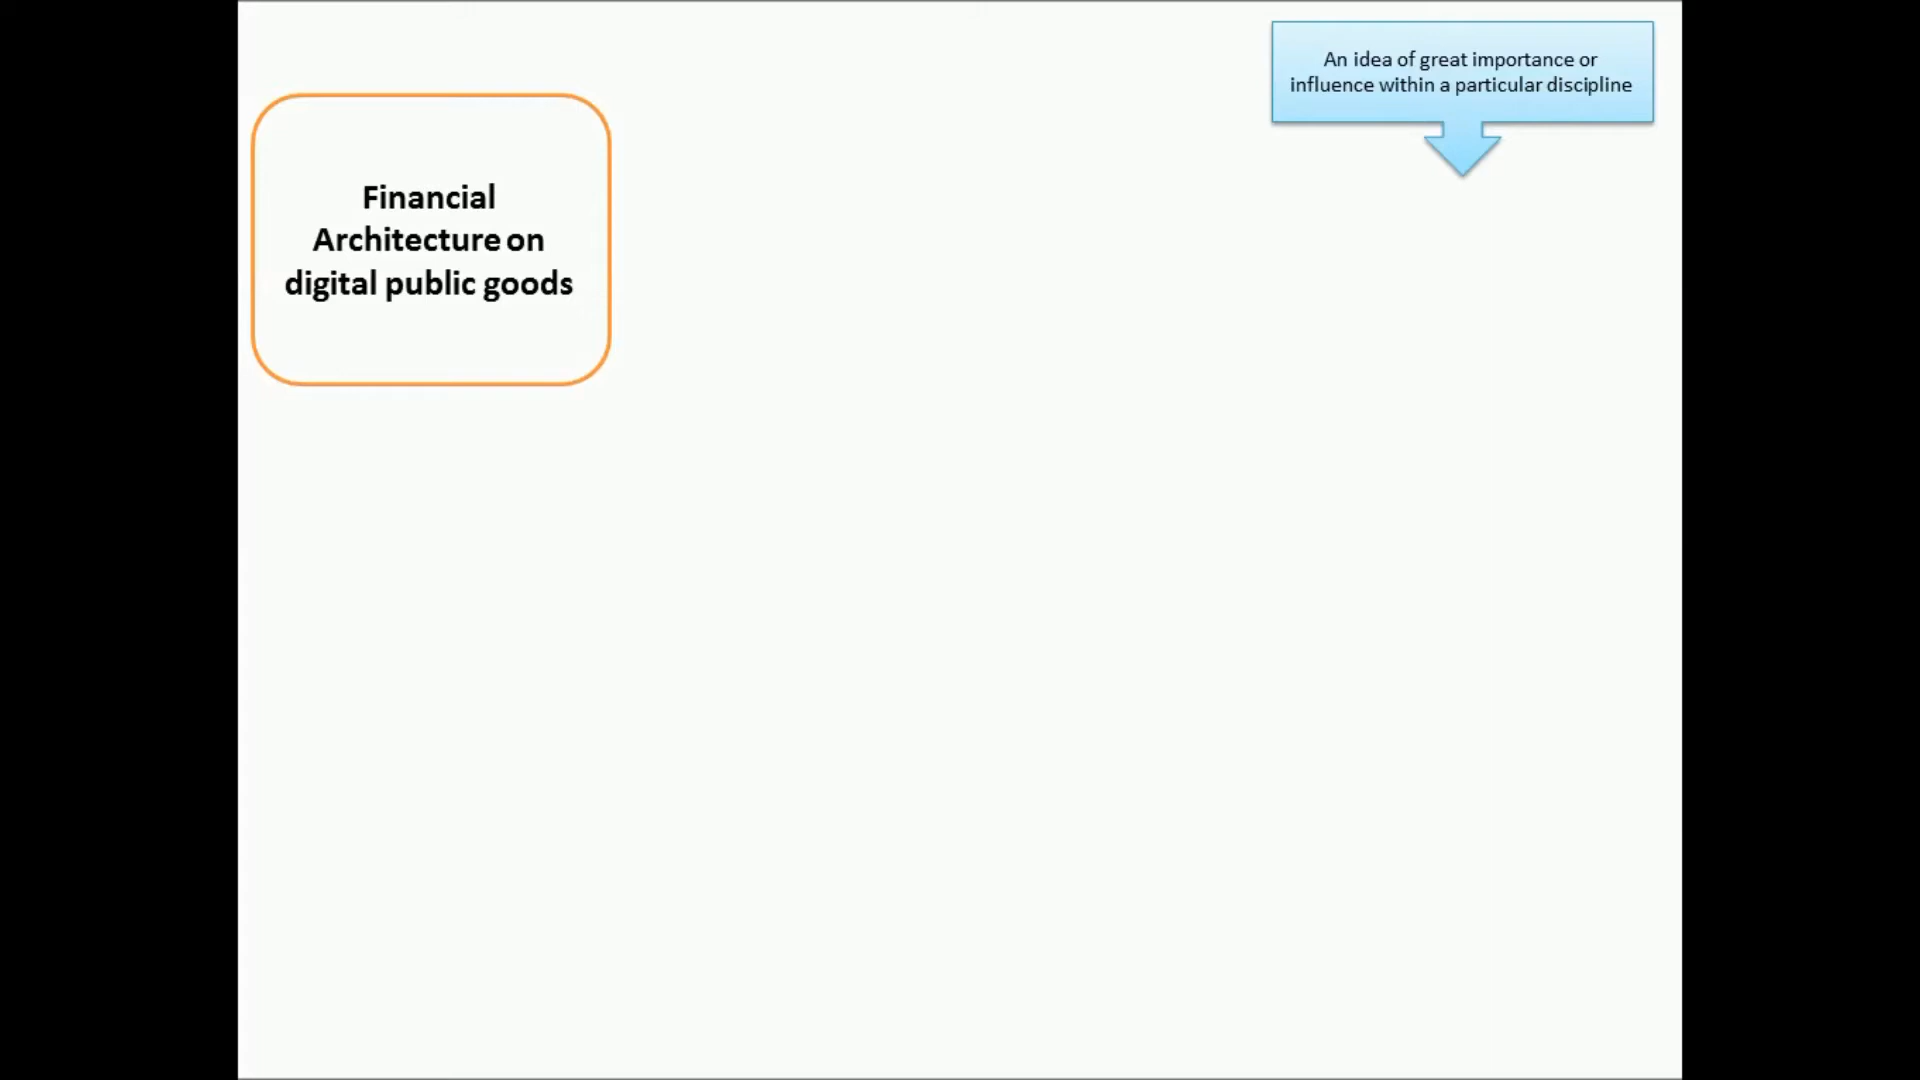 An idea of great importance or
influence within a particular discipline
Financial
Architecture on
digital public goods